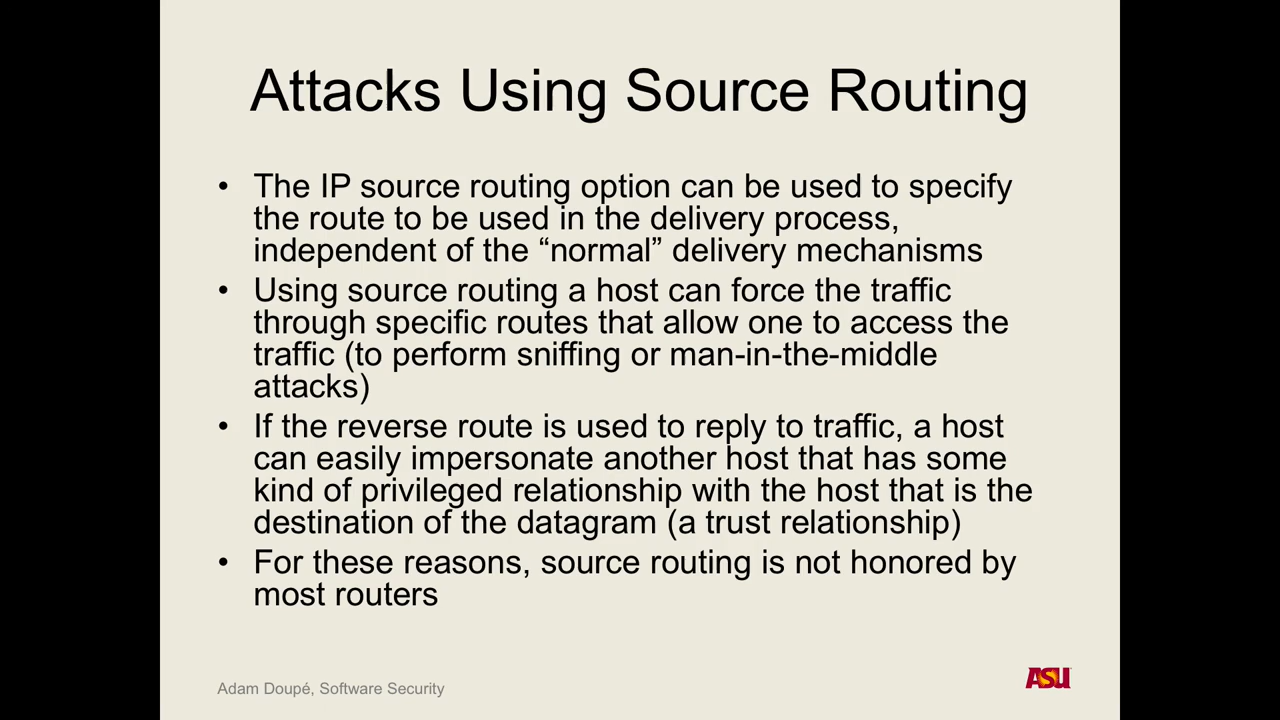 Attacks Using Source Routing
• The IP source routing option can be used to specify
the route to be used in the delivery process,
independent of the “normal” delivery mechanisms
• Using source routing a host can force the traffic
through specific routes that allow one to access the
traffic (to perform sniffing or man-in-the-middle
attacks)
• If the reverse route is used to reply to traffic, a host
can easily impersonate another host that has some
kind of privileged relationship with the host that is the
destination of the datagram (a trust relationship)
• For these reasons, source routing is not honored by
most routers
Adam Doupé, Software Security
ASU